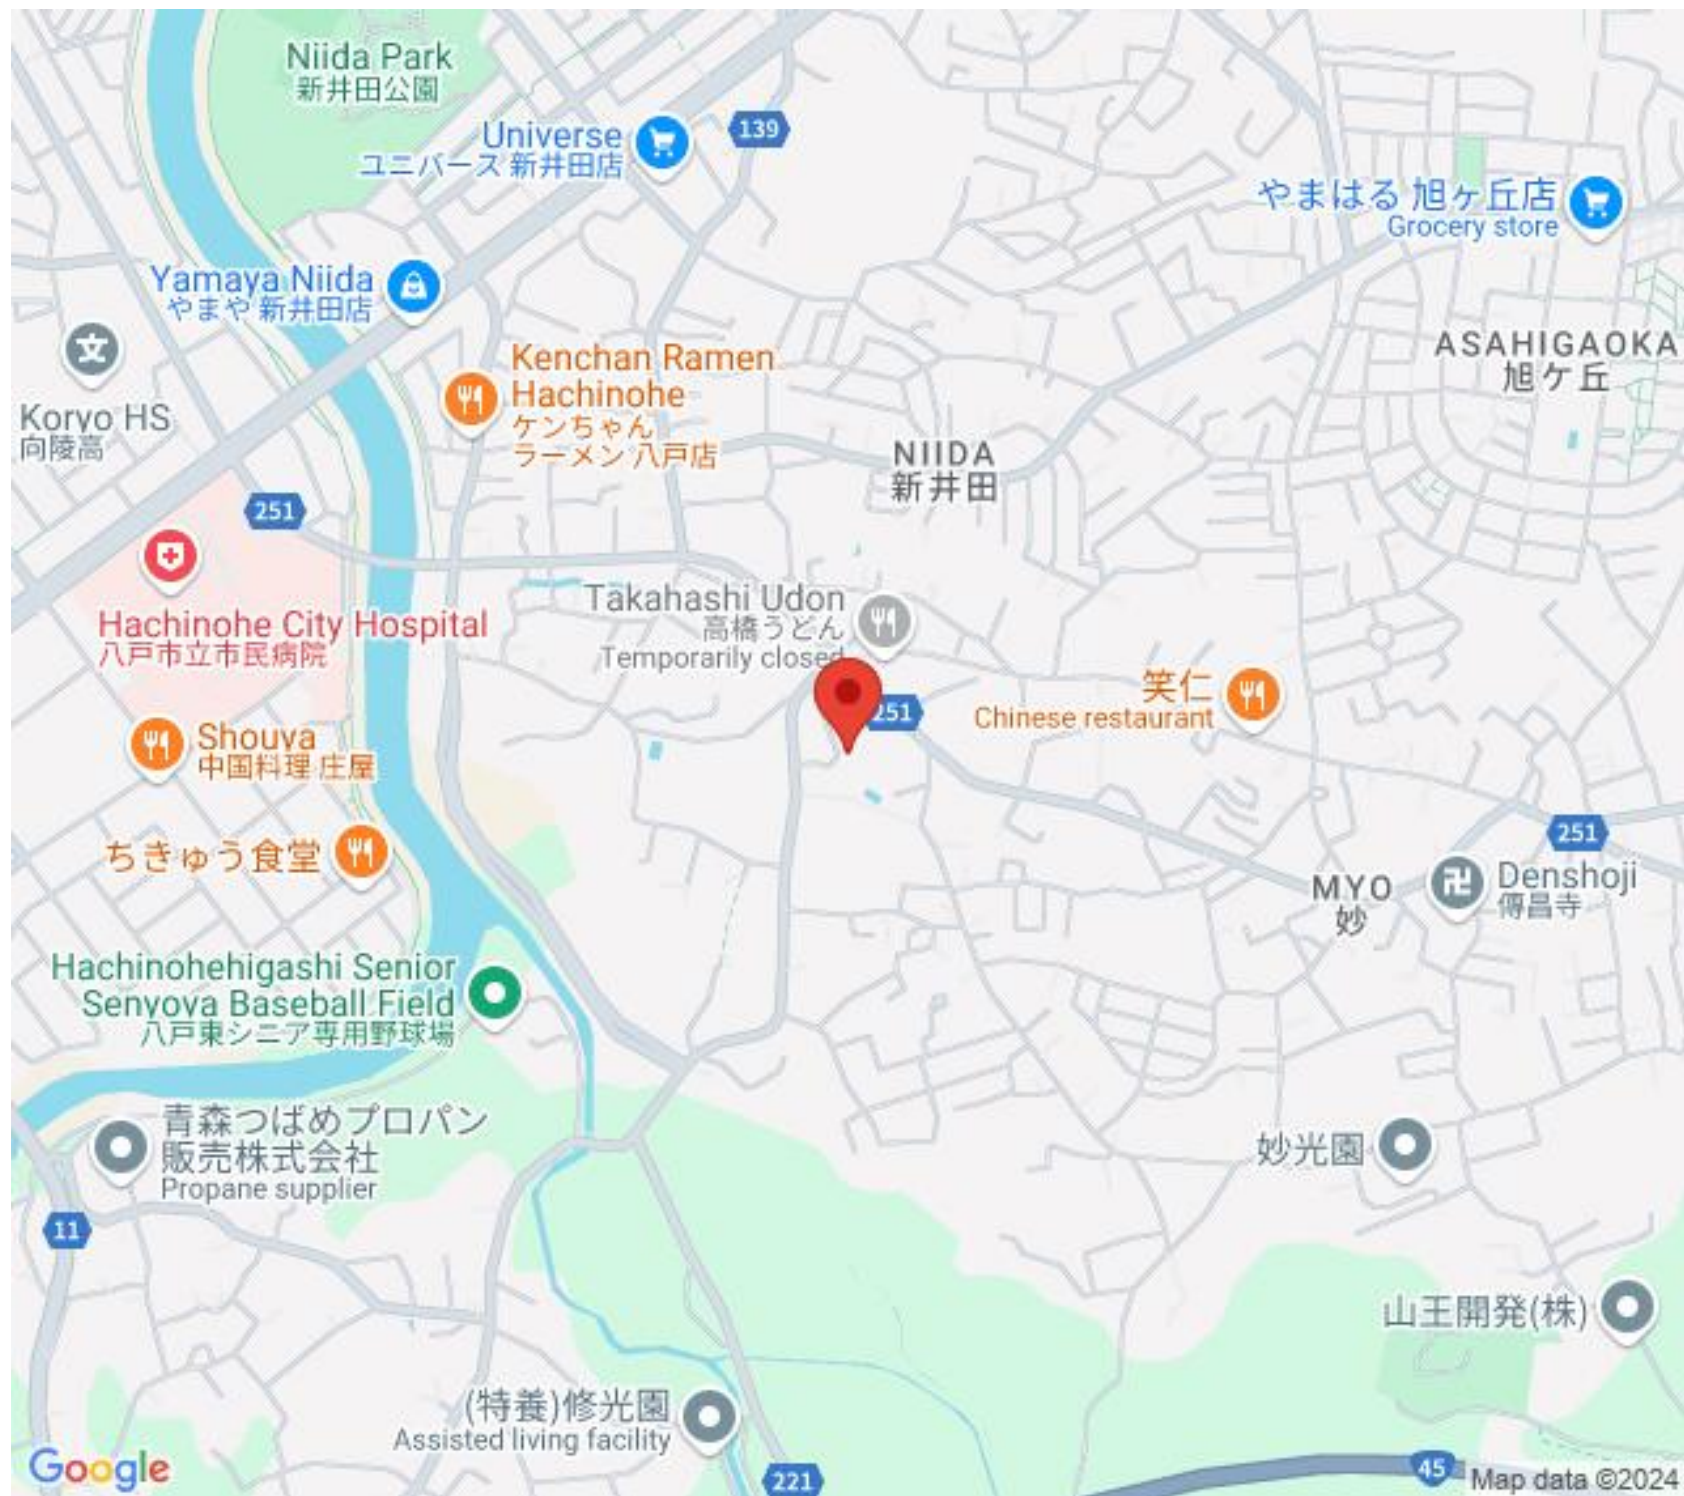 Niida Park
新井田公園
139
Universe
ユニバース 新井田店
やまはる 旭ヶ丘店
Grocery store
Yamaya Niida
やまや 新井田店
文
Koryo HS
向陵高
Kenchan Ramen
Hachinohe
ケンちゃん
ラーメン 八戸店
ASAHIGAOKA
旭ケ丘
NIIDA
新井田
251
Hachinohe City Hospital
八戸市立市民病院
Takahashi Udon
高橋うどん
Temporarily closed
251
笑仁
Chinese restaurant
Shouya
中国料理 庄屋
ちきゅう食堂
251
MYO
妙
卍
Denshoji
傳昌寺
Hachinohehigashi Senior
Senyoya Baseball Field
八戸東シニア専用野球場
青森つばめプロパン
販売株式会社
Propane supplier
妙光園
11
山王開発(株)
(特養)修光園
Assisted living facility
Google
221
45
Map data ©2024